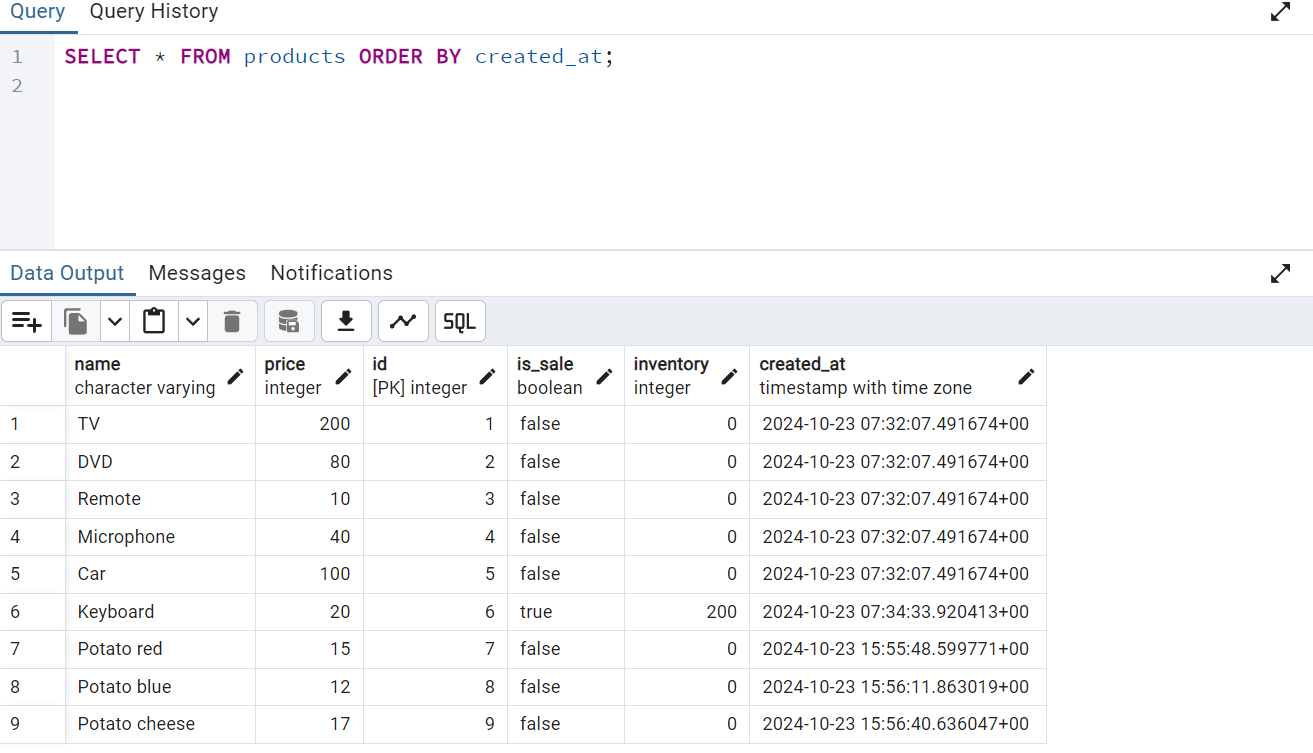 Query Query History
1 SELECT * FROM products ORDER BY created_at;
2
Data Output Messages Notifications
SQL
name price id is_sale inventory created_at
character varying integer [PK] integer boolean integer timestamp with time zone
1 TV 200 1 false 0 2024-10-23 07:32:07.491674+00
2 DVD 80 2 false 0 2024-10-23 07:32:07.491674+00
3 Remote 10 3 false 0 2024-10-23 07:32:07.491674+00
4 Microphone 40 4 false 0 2024-10-23 07:32:07.491674+00
5 Car 100 5 false 0 2024-10-23 07:32:07.491674+00
6 Keyboard 20 6 true 200 2024-10-23 07:34:33.920413+00
7 Potato red 15 7 false 0 2024-10-23 15:55:48.599771+00
8 Potato blue 12 8 false 0 2024-10-23 15:56:11.863019+00
9 Potato cheese 17 9 false 0 2024-10-23 15:56:40.636047+00